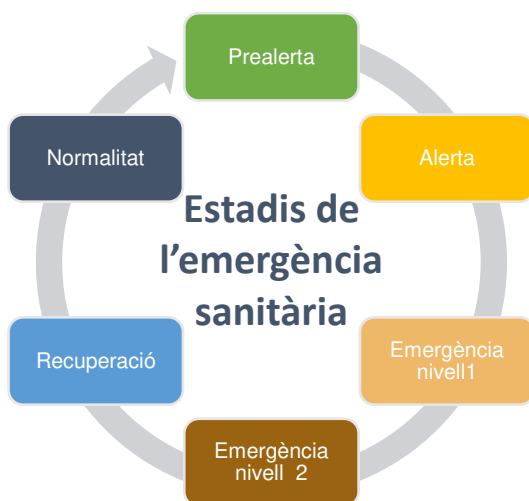 Prealerta
Alerta
Emergència
nivell1
Emergència
nivell 2
Recuperació
Normalitat
Estadis de
l’emergència
sanitària